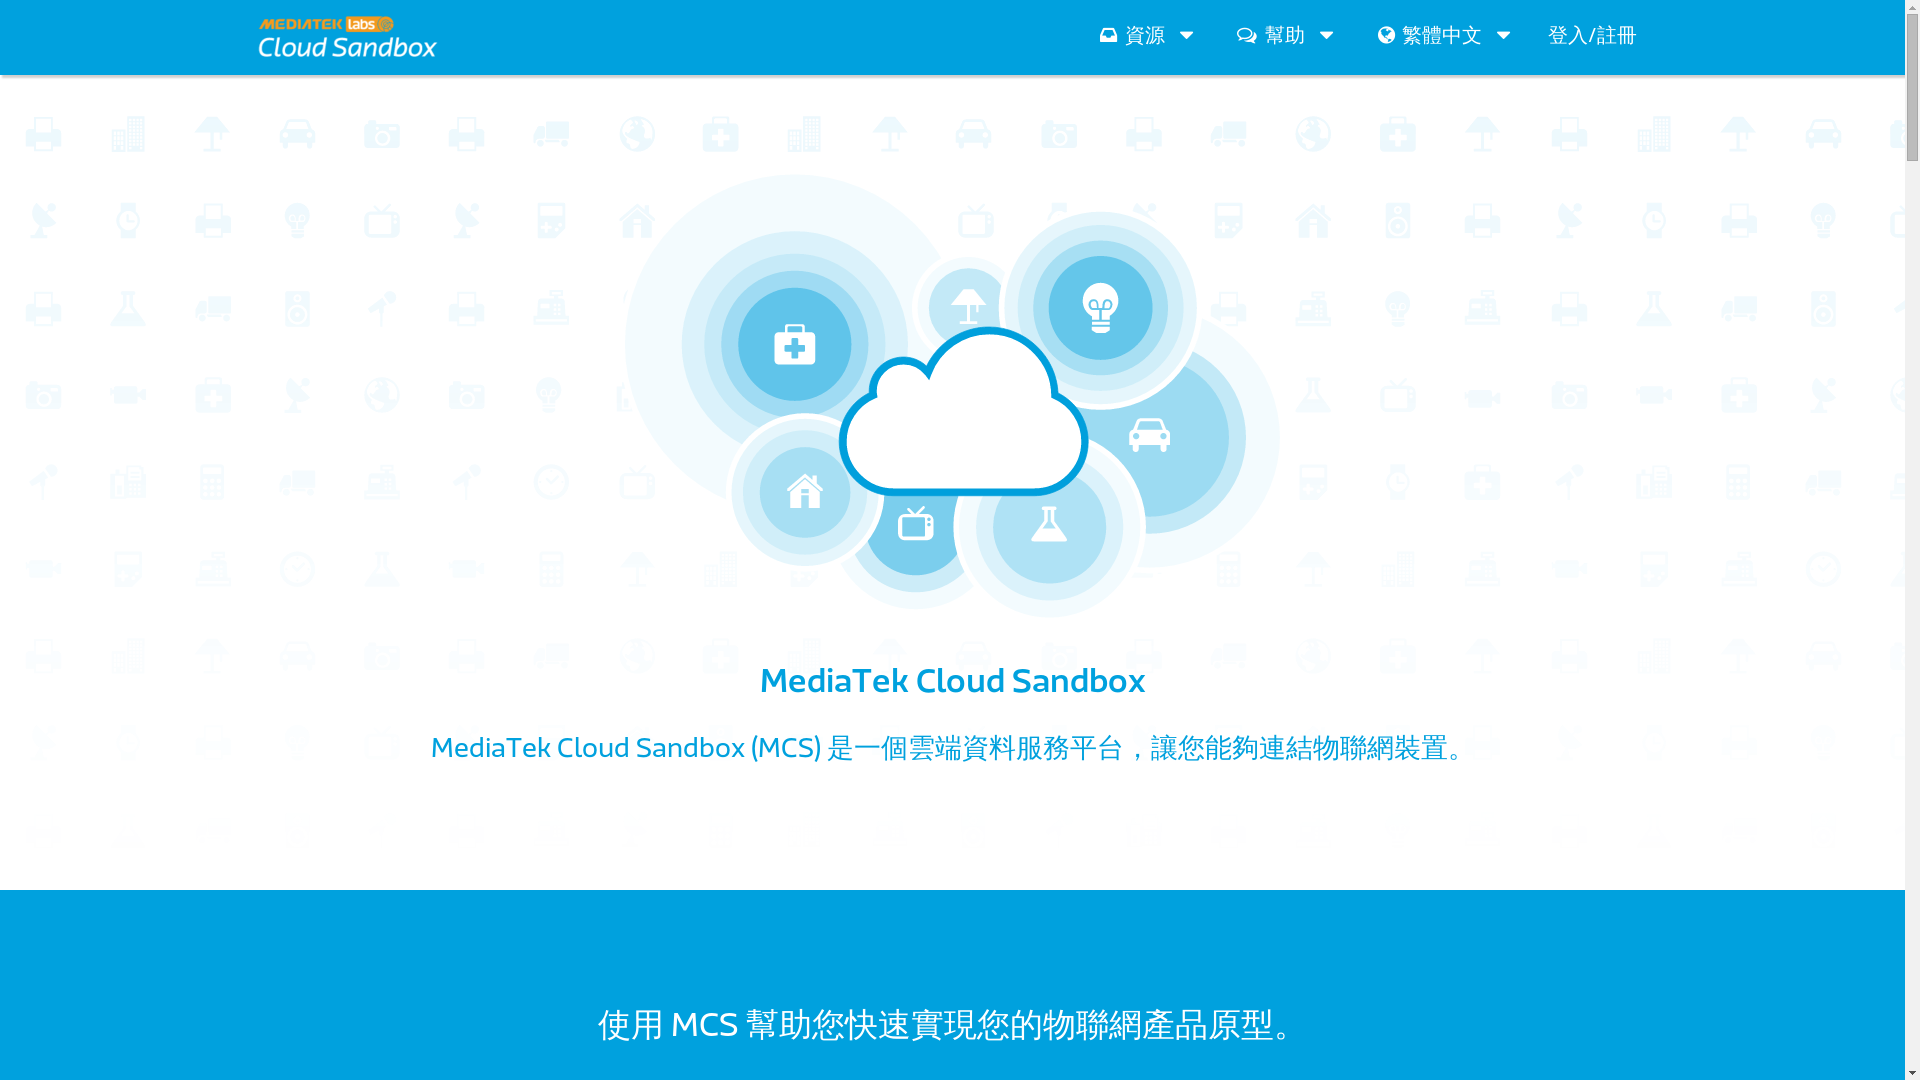 MEDIATEK labs
Cloud Sandbox
資源
幫助
繁體中文
登入/註冊
MediaTek Cloud Sandbox
MediaTek Cloud Sandbox (MCS) 是一個雲端資料服務平台，讓您能夠連結物聯網裝置。
使用 MCS 幫助您快速實現您的物聯網產品原型。